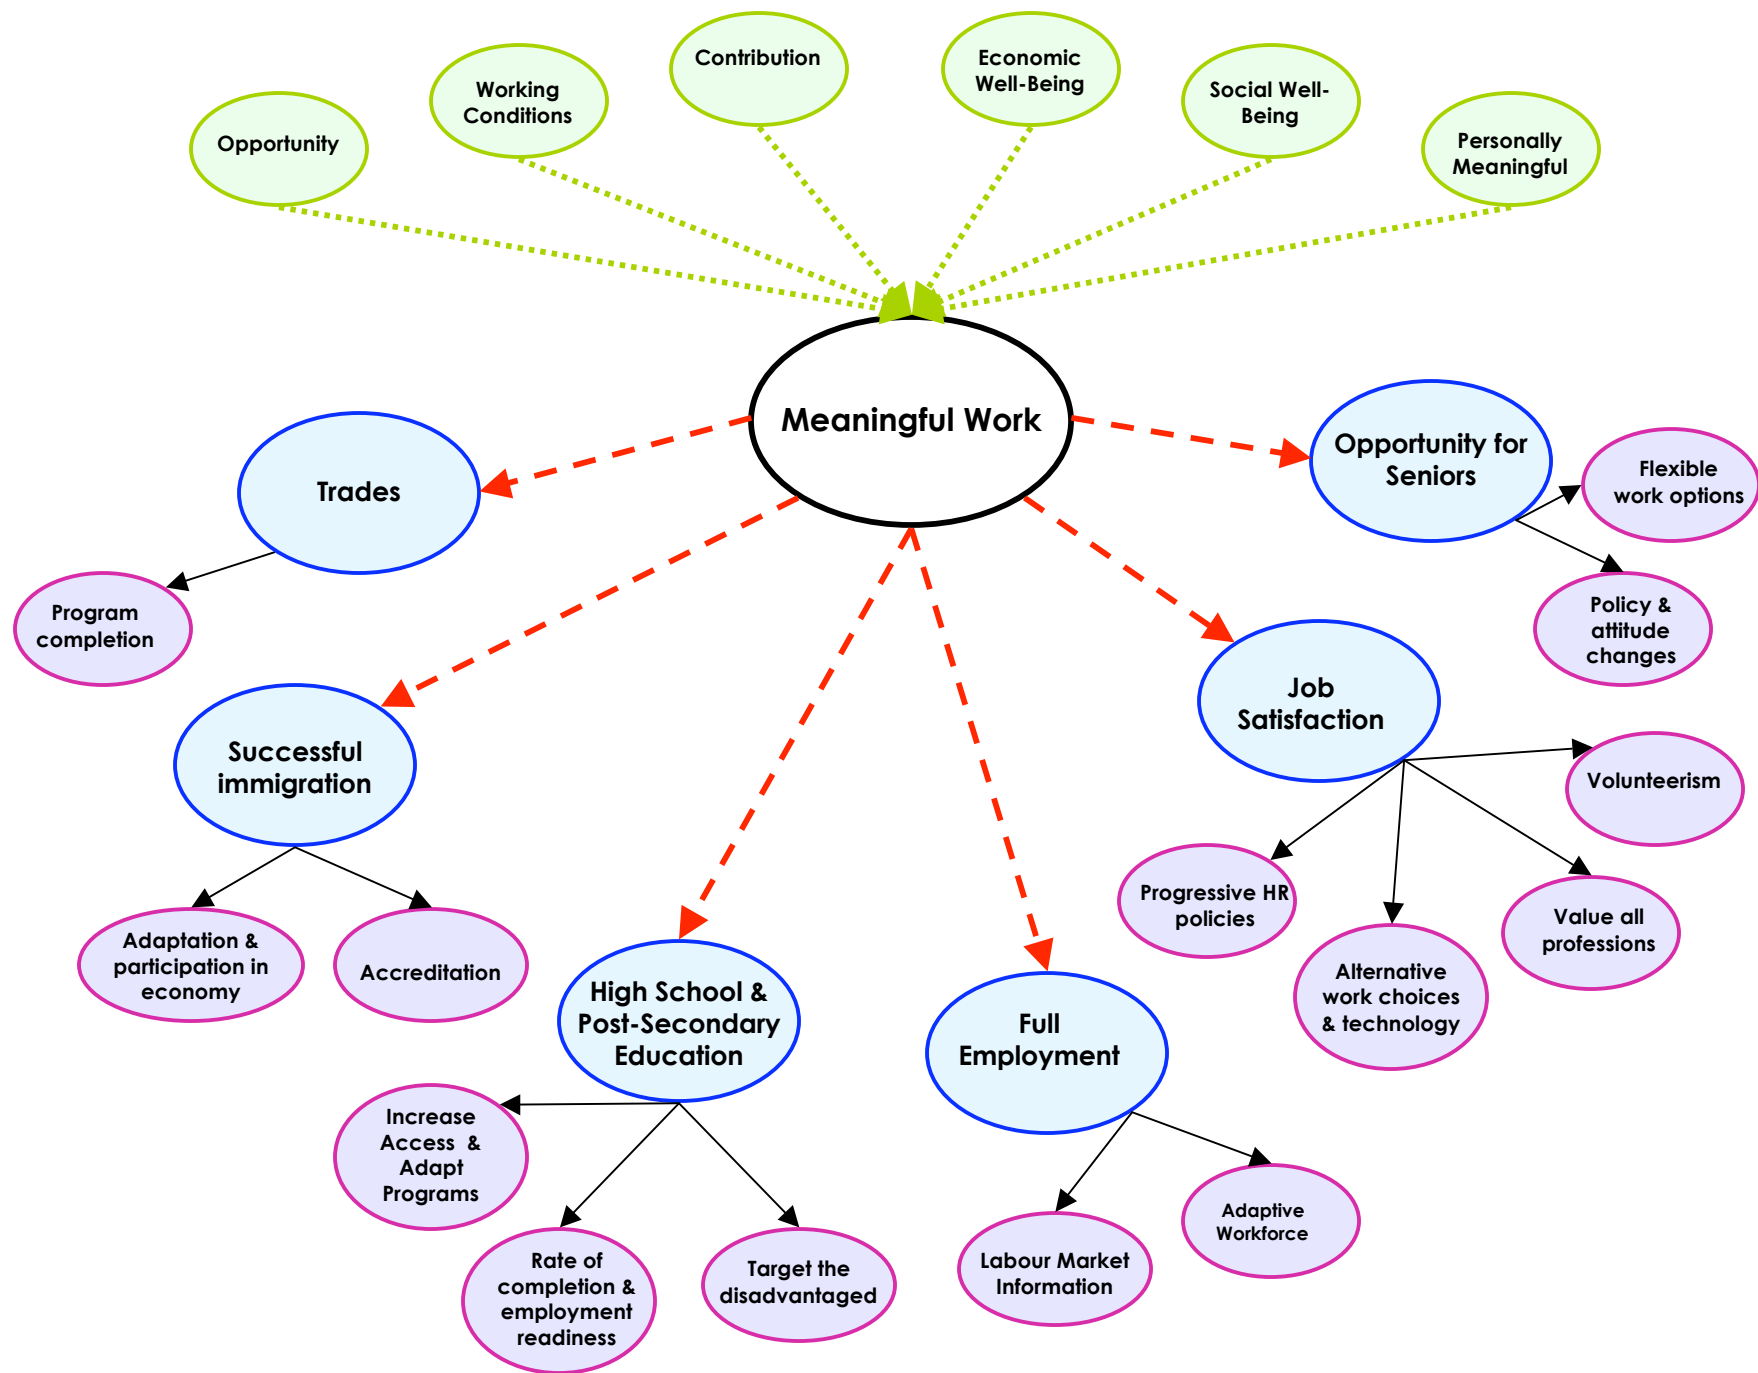 Contribution
Economic
Well-Being
Working
Conditions
Social Well-
Being
Opportunity
Personally
Meaningful
Meaningful Work
Opportunity for
Seniors
Flexible
work options
Trades
Program
completion
Policy &
attitude
changes
Job
Satisfaction
Successful
immigration
Volunteerism
Progressive HR
policies
Value all
professions
Adaptation &
participation in
economy
Accreditation
Alternative
work choices
& technology
High School &
Post-Secondary
Education
Full
Employment
Increase
Access  &
Adapt
Programs
Adaptive
Workforce
Rate of
completion &
employment
readiness
Target the
disadvantaged
Labour Market
Information